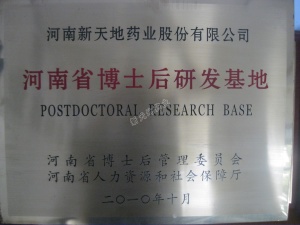 河南新天地药业股份有限公司
河南省博士后研发基地
POSTDOCTORAL RESEARCH BASE
河南省博士后管理委员会
河南省人力资源和社会保障厅
二〇一〇年十月